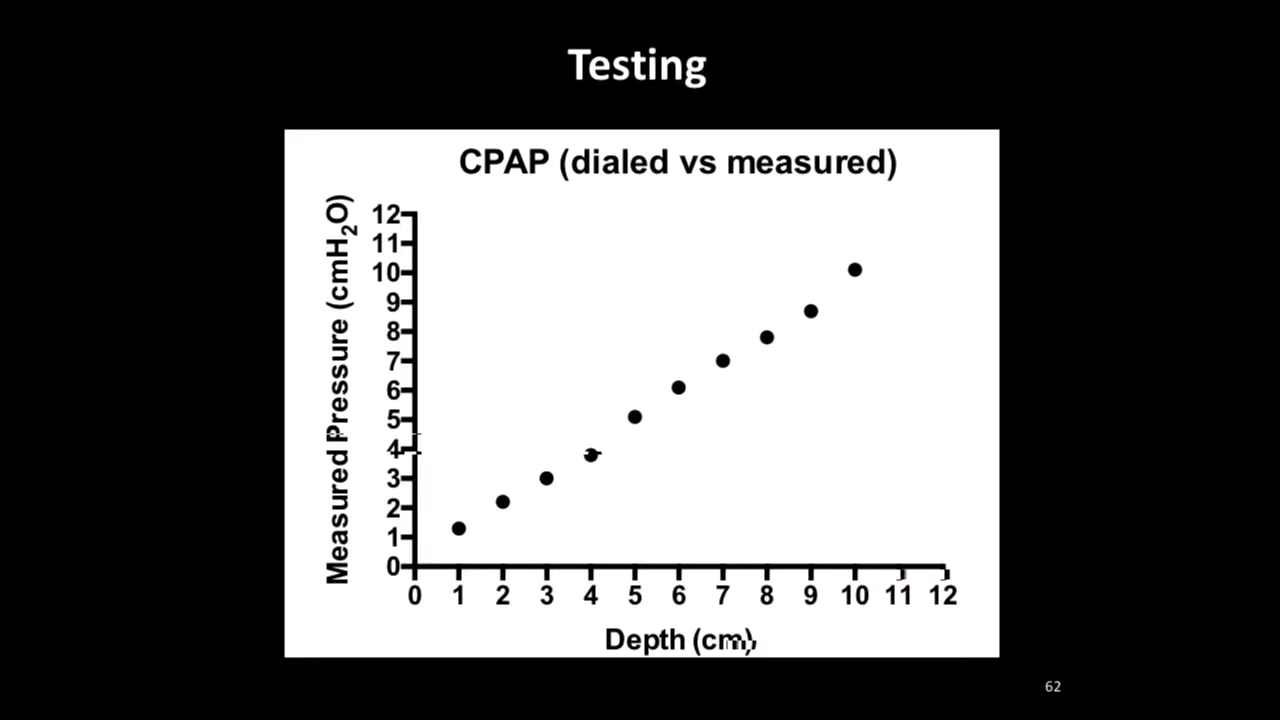 Testing
CPAP (dialed vs measured)
Measured Pressure (cmH₂O)
12
11
10
9
8
7
6
5
4
3
2
1
0
0 1 2 3 4 5 6 7 8 9 10 11 12
Depth (cm)
62